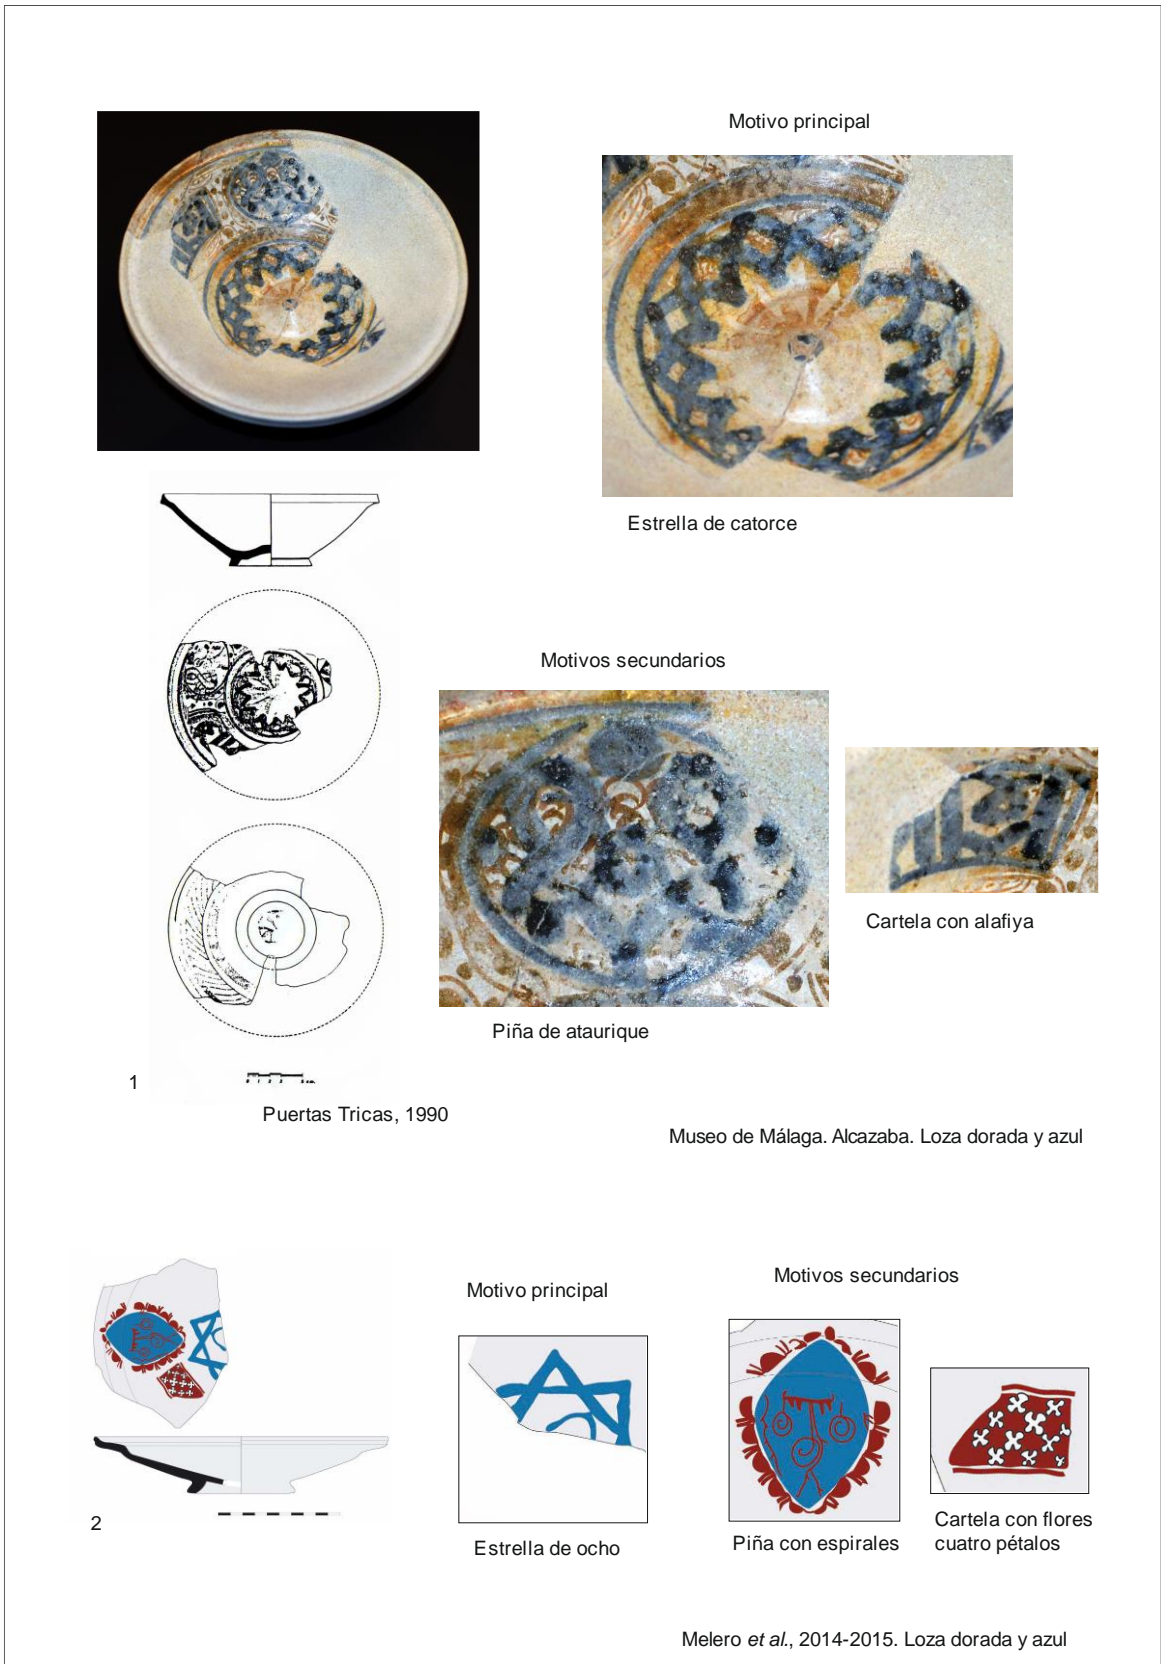 Motivo principal
Estrella de catorce
Motivos secundarios
Cartela con alafiya
Piña de ataurique
1
Puertas Tricas, 1990
Museo de Málaga. Alcazaba. Loza dorada y azul
Motivo principal
Motivos secundarios
2
Estrella de ocho
Piña con espirales
Cartela con flores
cuatro pétalos
Melero et al., 2014-2015. Loza dorada y azul